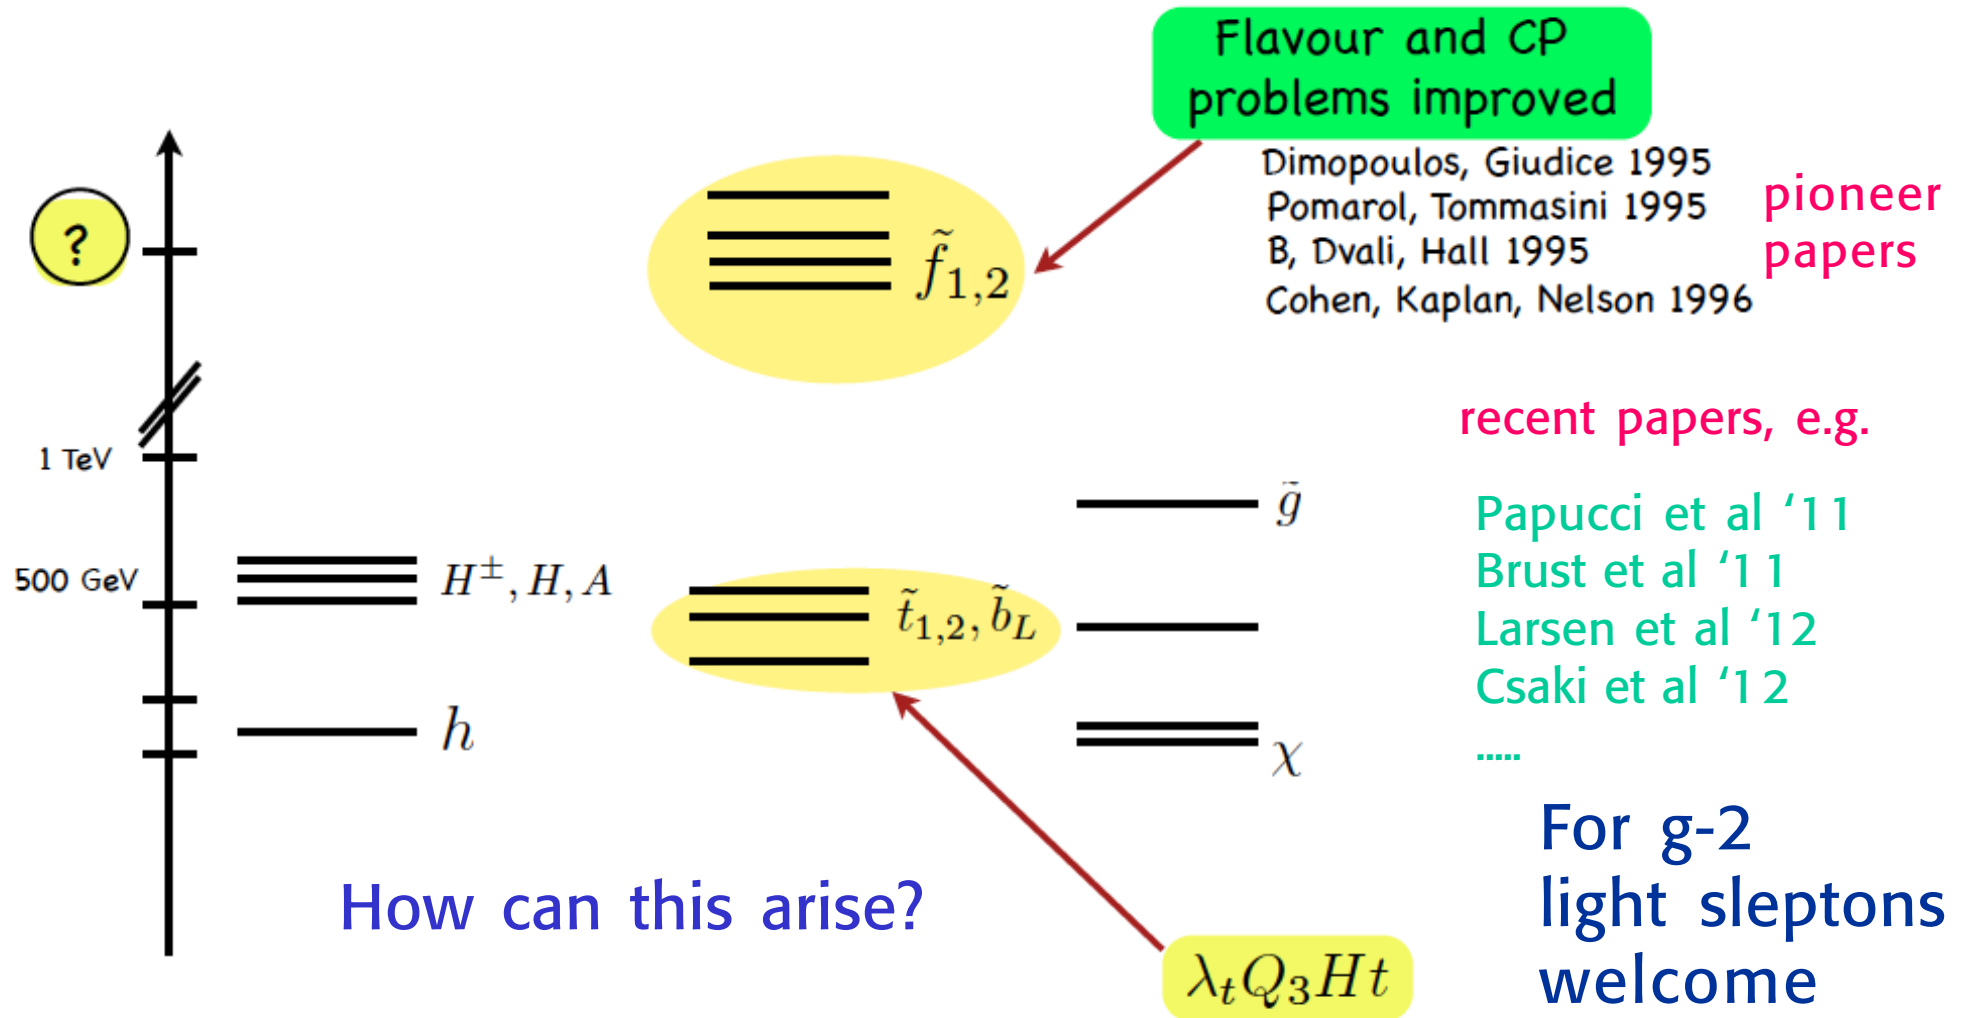 Flavour and CP
problems improved
Dimopoulos, Giudice 1995
Pomarol, Tommasini 1995
B, Dvali, Hall 1995
Cohen, Kaplan, Nelson 1996
pioneer
papers
?
f̃1,2
1 TeV
recent papers, e.g.
g̃
Papucci et al ‘11
Brust et al ‘11
Larsen et al ‘12
Csaki et al ‘12
.....
500 GeV
H±, H, A
t̃1,2, b̃L
h
χ
For g-2
light sleptons
welcome
How can this arise?
λtQ3Ht